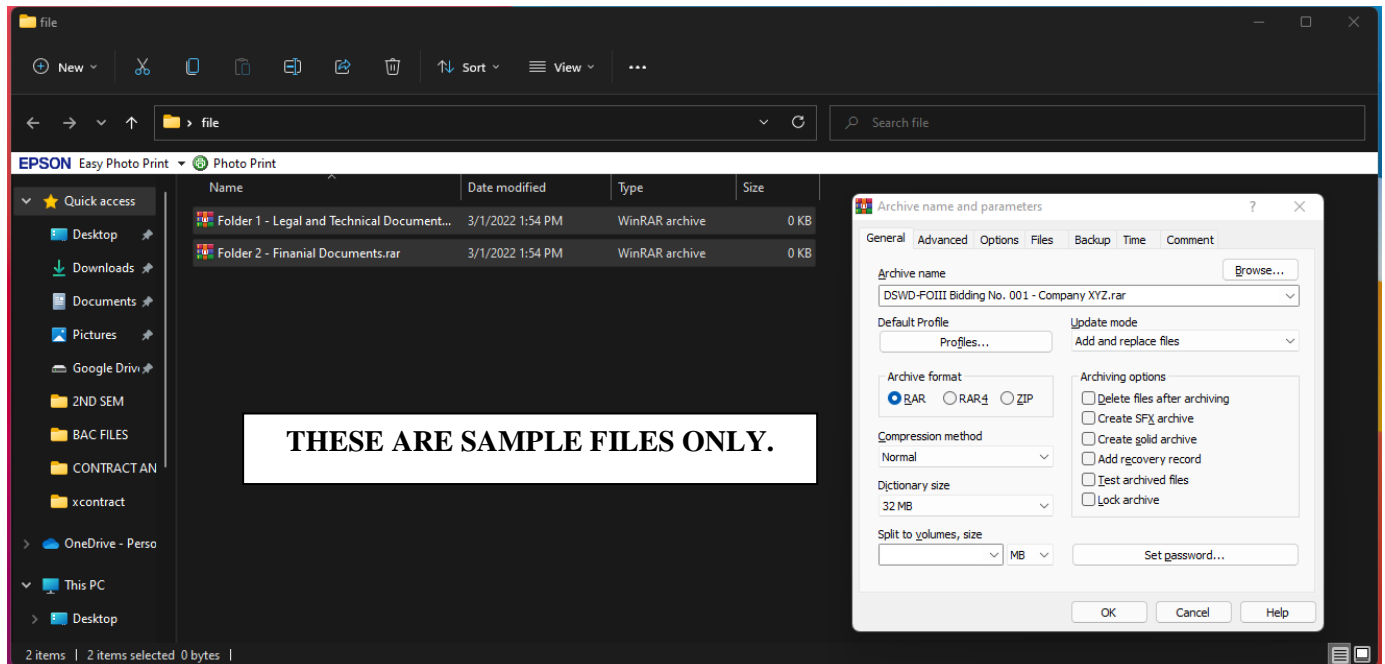 file
New
Sort
View
file
Search file
EPSON Easy Photo Print Photo Print
Name Date modified Type Size
Quick access
Desktop
Downloads
Documents
Pictures
Google Driv
2ND SEM
BAC FILES
CONTRACT AN
xcontract
OneDrive - Perso
This PC
Desktop
Folder 1 - Legal and Technical Document... 3/1/2022 1:54 PM WinRAR archive 0 KB
Folder 2 - Finanial Documents.rar 3/1/2022 1:54 PM WinRAR archive 0 KB
THESE ARE SAMPLE FILES ONLY.
Archive name and parameters ?
General Advanced Options Files Backup Time Comment
Archive name
Browse...
DSWD-FOIII Bidding No. 001 - Company XYZ.rar
Default Profile
Profiles...
Update mode
Add and replace files
Archive format
RAR RAR4 ZIP
Compression method
Normal
Dictionary size
32 MB
Split to volumes, size
MB
Archiving options
Delete files after archiving
Create SFX archive
Create solid archive
Add recovery record
Test archived files
Lock archive
Set password...
OK Cancel Help
2 items 2 items selected 0 bytes